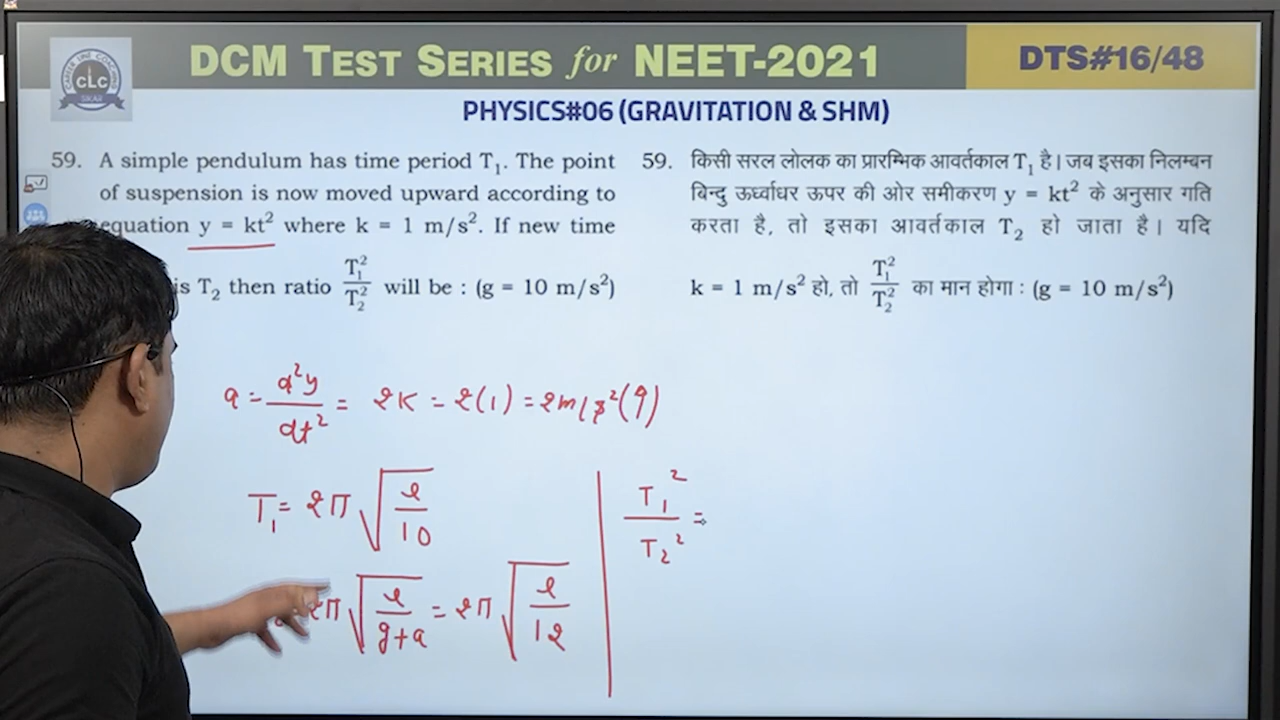 DCM TEST SERIES for NEET-2021
DTS#16/48
CLC
SIKAR
PHYSICS#06 (GRAVITATION & SHM)
59. A simple pendulum has time period T₁. The point
of suspension is now moved upward according to
equation y = kt² where k = 1 m/s². If new time
is T₂ then ratio T₁²/T₂² will be : (g = 10 m/s²)
59. किसी सरल लोलक का प्रारम्भिक आवर्तकाल T₁ है। जब इसका निलम्बन
बिन्दु ऊर्ध्वाधर ऊपर की ओर समीकरण y = kt² के अनुसार गति
करता है, तो इसका आवर्तकाल T₂ हो जाता है। यदि
k = 1 m/s² हो, तो T₁²/T₂² का मान होगा : (g = 10 m/s²)
a = d²y/dt² = 2K = 2(1) = 2m/s²(↑)
T₁ = 2π√(l/10)
2π√(l/g+a) = 2π√(l/12)
T₁²/T₂² =